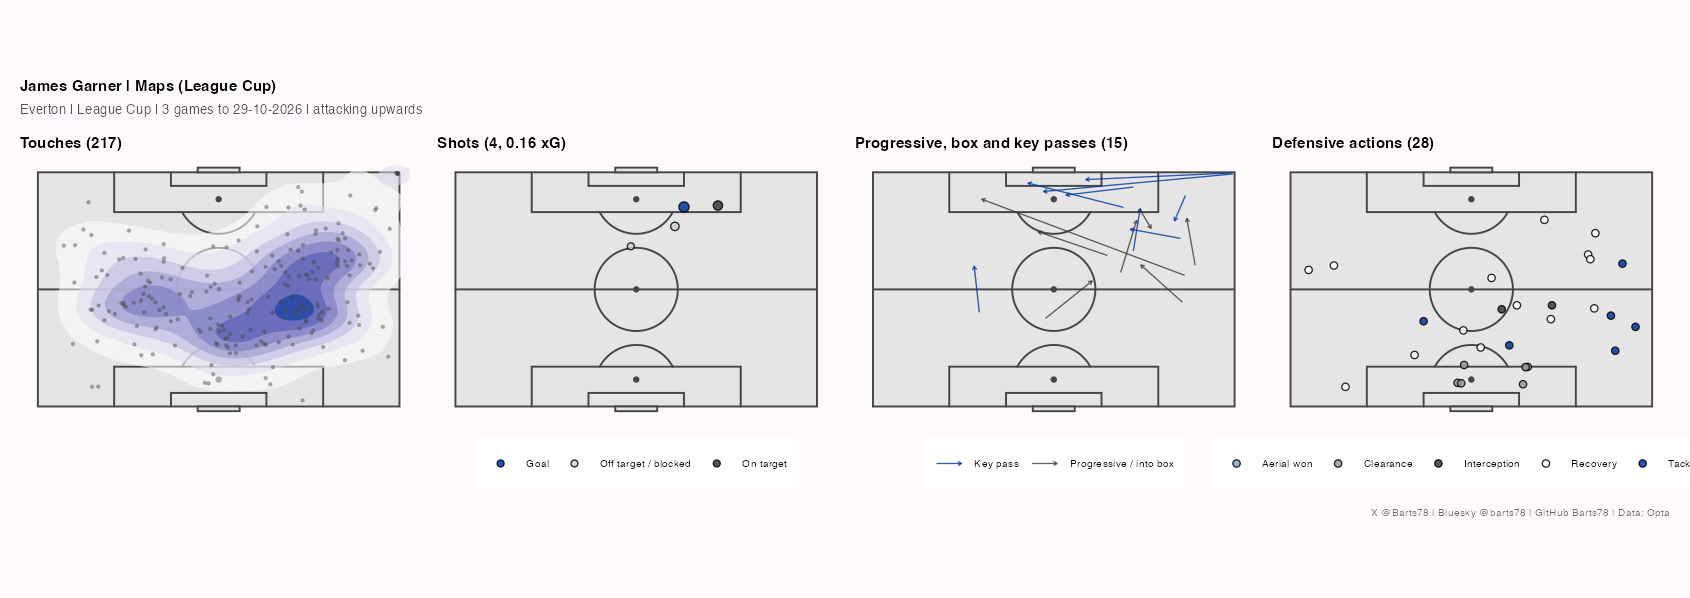 James Garner | Maps (League Cup)
Everton | League Cup | 3 games to 29-10-2026 | attacking upwards
Touches (217)
Shots (4, 0.16 xG)
Progressive, box and key passes (15)
Defensive actions (28)
Goal
Off target / blocked
On target
Key pass
Progressive / into box
Aerial won
Clearance
Interception
Recovery
Tack
X @Barts78 | Bluesky @barts78 | GitHub Barts78 | Data: Opta